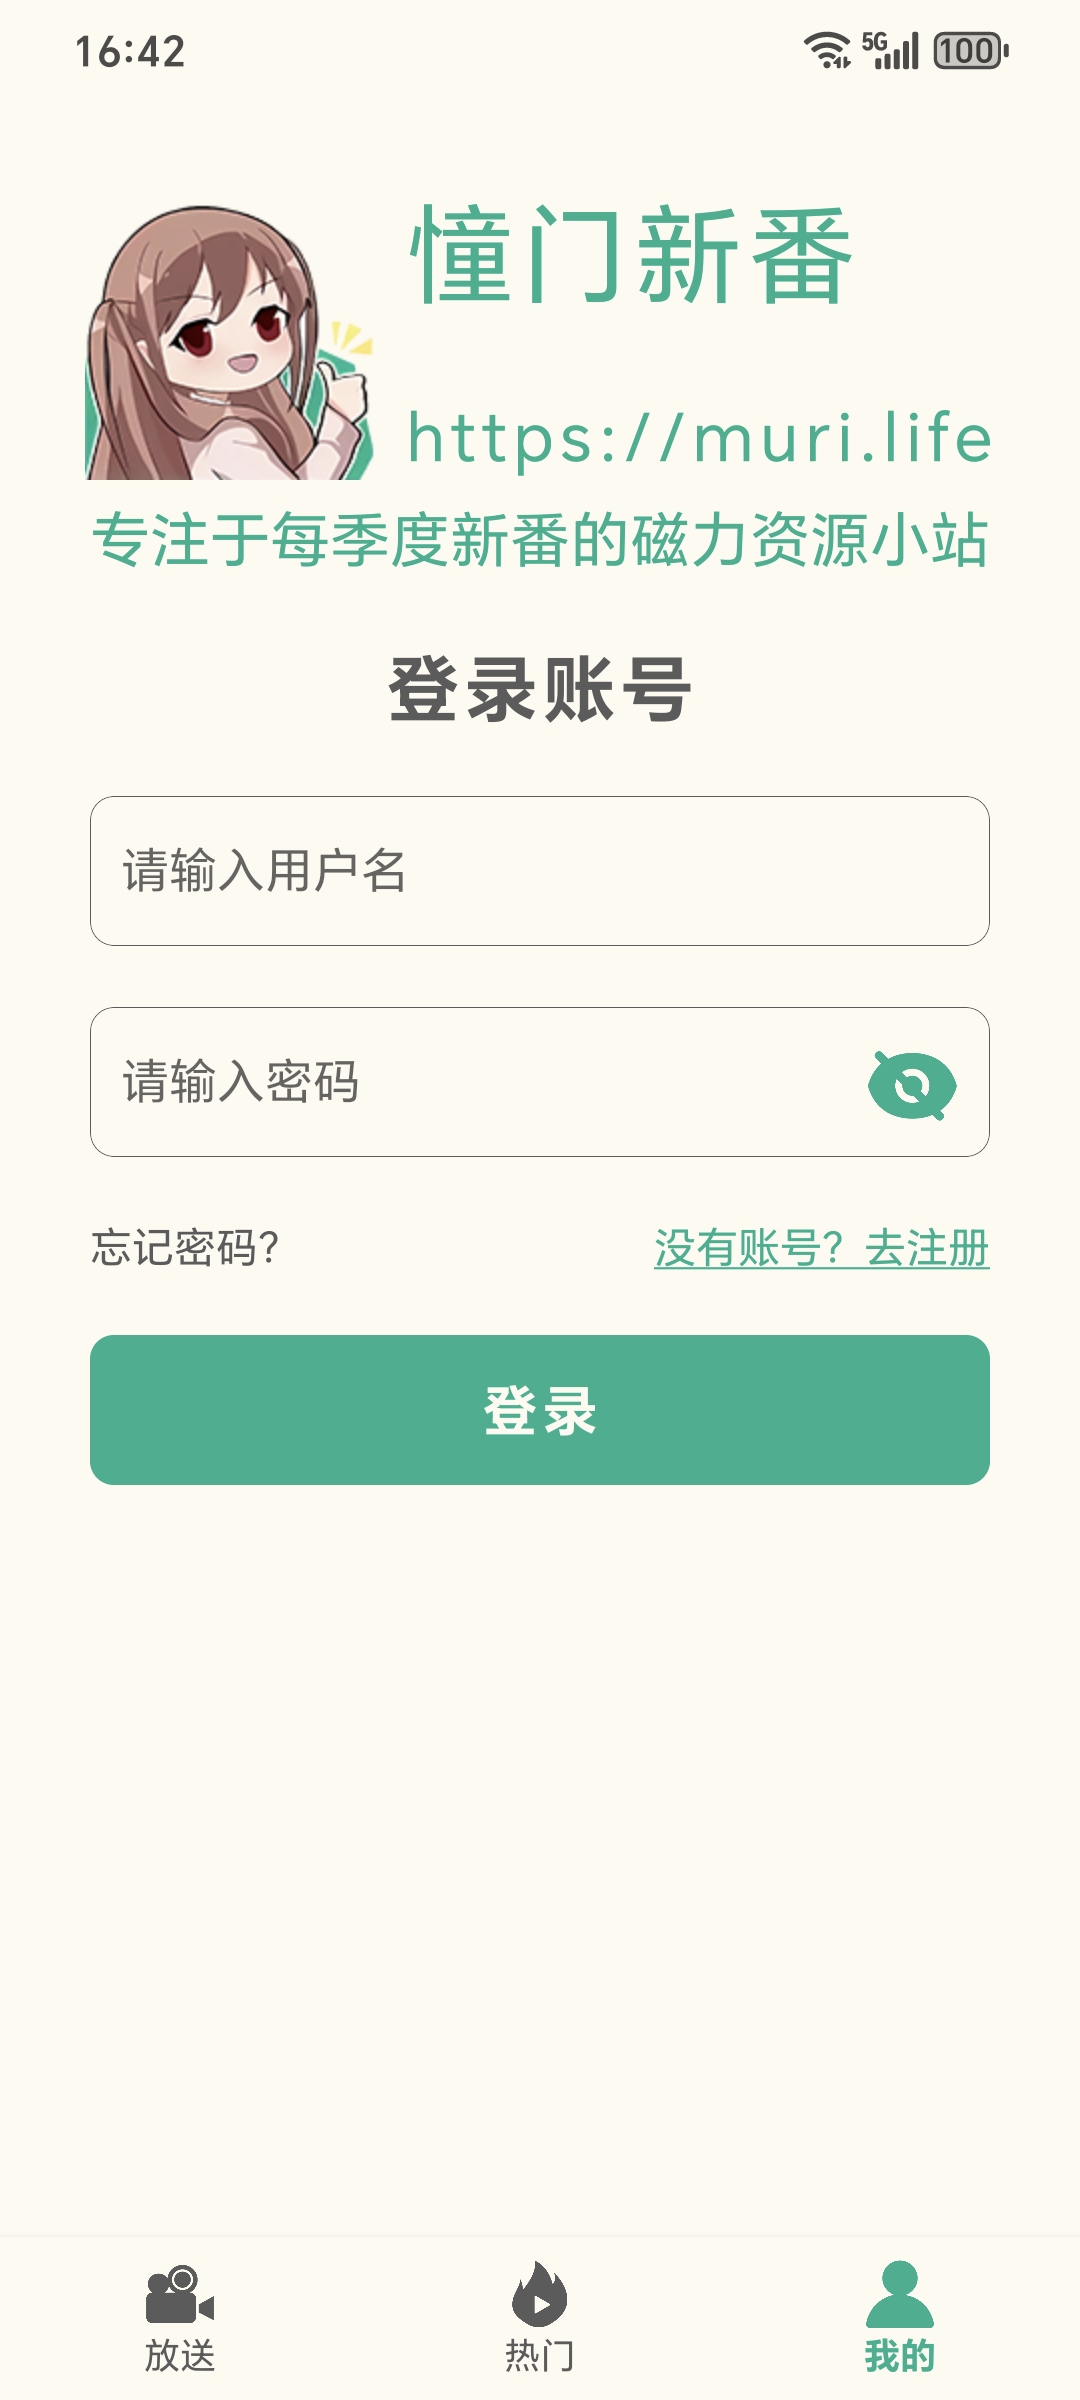 16:42
5G
100
憧门新番
https://muri.life
专注于每季度新番的磁力资源小站
登录账号
请输入用户名
请输入密码
忘记密码？
没有账号？去注册
登录
放送
热门
我的